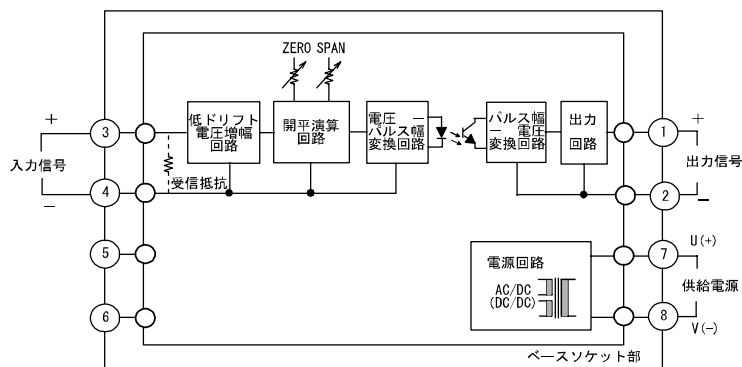 ZERO SPAN
+
3
入力信号
4
−
5
6
低ドリフト
電圧増幅
回路
開平演算
回路
電圧 ―
パルス幅
変換回路
パルス幅
― 電圧
変換回路
出力
回路
受信抵抗
+
1
出力信号
2
−
電源回路
AC/DC
(DC/DC)
U(+)
7
供給電源
8
V(−)
ベースソケット部